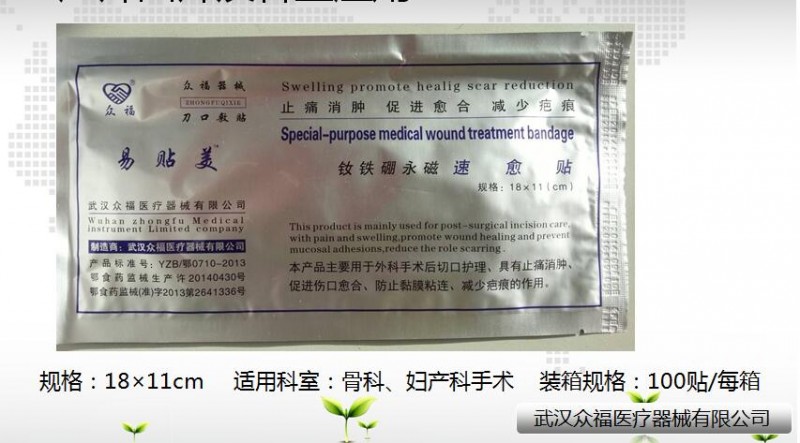 众福
众福器械
ZHONGFUQIXIE
刀口敷贴
易贴美™
武汉众福医疗器械有限公司
Wuhan zhongfu Medical
instrument Limited company
制造商：武汉众福医疗器械有限公司
产品标准号：YZB/鄂0710-2013
鄂食药监械生产许20140430号
鄂食药监械(准)字2013第2641336号
Swelling promote healig scar reduction
止痛消肿 促进愈合 减少疤痕
Special-purpose medical wound treatment bandage
钕铁硼永磁 速愈贴
规格：18×11(cm)
This product is mainly used for post-surgical incision care,
with pain and swelling,promote wound healing and prevent
mucosal adhesions,reduce the role scarring.
本产品主要用于外科手术后切口护理、具有止痛消肿、
促进伤口愈合、防止黏膜粘连、减少疤痕的作用。
规格：18×11cm 适用科室：骨科、妇产科手术 装箱规格：100贴/每箱
武汉众福医疗器械有限公司